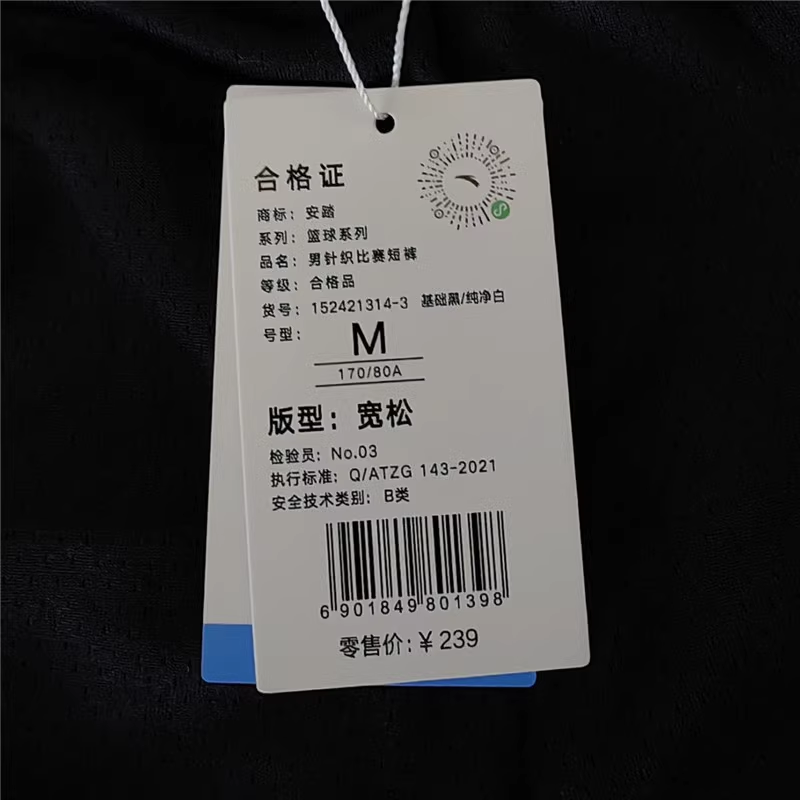 合格证
商标：安踏
系列：篮球系列
品名：男针织比赛短裤
等级：合格品
货号：152421314-3 基础黑/纯净白
号型：M
170/80A
版型：宽松
检验员：No.03
执行标准：Q/ATZG 143-2021
安全技术类别：B类
6 901849 801398
零售价：¥239